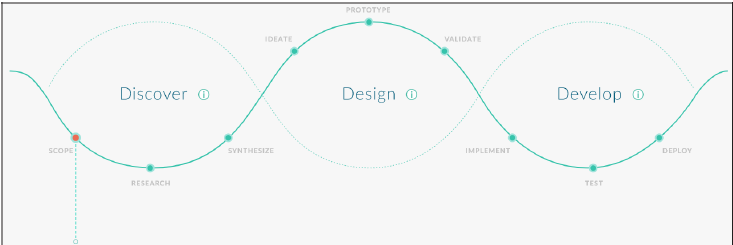 PROTOTYPE
IDEATE
VALIDATE
Discover
Design
Develop
SCOPE
SYNTHESIZE
IMPLEMENT
DEPLOY
RESEARCH
TEST